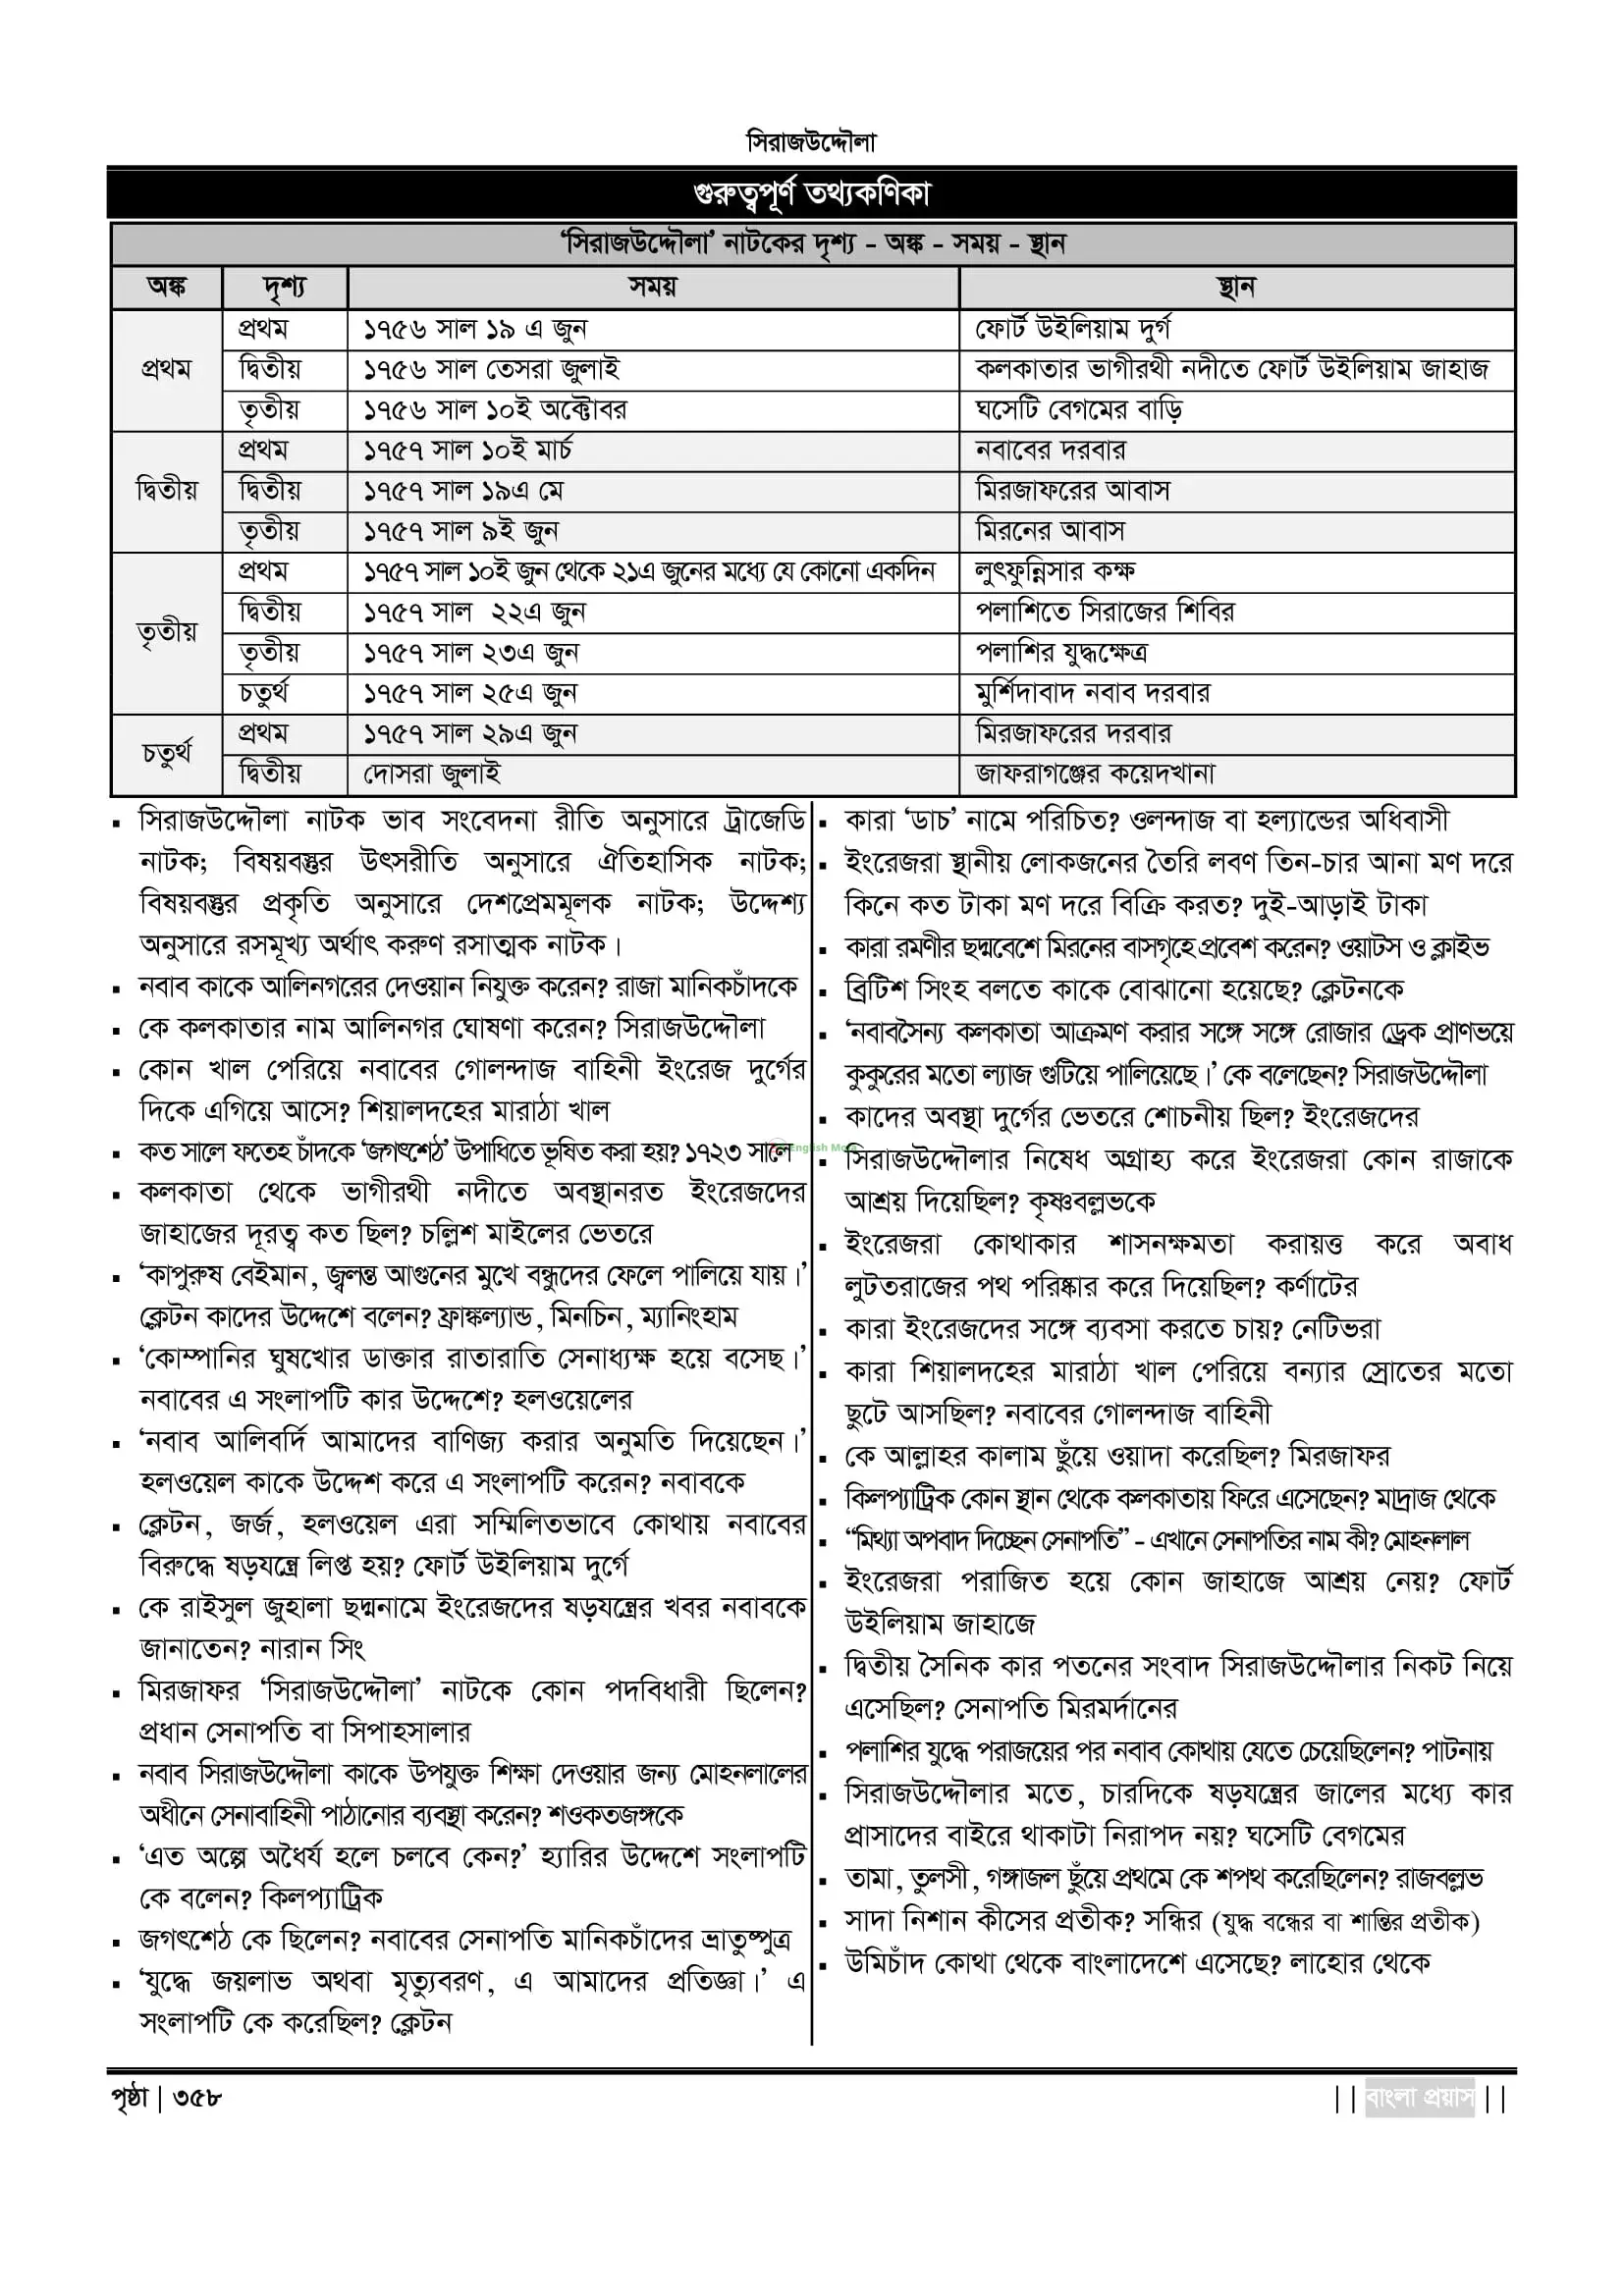 সিরাজউদ্দৌলা
গুরুত্বপূর্ণ তথ্যকণিকা
‘সিরাজউদ্দৌলা’ নাটকের দৃশ্য - অঙ্ক - সময় - স্থান
অঙ্ক দৃশ্য সময় স্থান
প্রথম প্রথম ১৭৫৬ সাল ১৯ এ জুন ফোর্ট উইলিয়াম দুর্গ
দ্বিতীয় ১৭৫৬ সাল তেসরা জুলাই কলকাতার ভাগীরথী নদীতে ফোর্ট উইলিয়াম জাহাজ
তৃতীয় ১৭৫৬ সাল ১০ই অক্টোবর ঘসেটি বেগমের বাড়ি
দ্বিতীয় প্রথম ১৭৫৭ সাল ১০ই মার্চ নবাবের দরবার
দ্বিতীয় ১৭৫৭ সাল ১৯এ মে মিরজাফরের আবাস
তৃতীয় ১৭৫৭ সাল ৯ই জুন মিরনের আবাস
তৃতীয় প্রথম ১৭৫৭ সাল ১০ই জুন থেকে ২১এ জুনের মধ্যে যে কোনো একদিন লুৎফুন্নিসার কক্ষ
দ্বিতীয় ১৭৫৭ সাল ২২এ জুন পলাশিতে সিরাজের শিবির
তৃতীয় ১৭৫৭ সাল ২৩এ জুন পলাশির যুদ্ধক্ষেত্র
চতুর্থ ১৭৫৭ সাল ২৫এ জুন মুর্শিদাবাদ নবাব দরবার
চতুর্থ প্রথম ১৭৫৭ সাল ২৯এ জুন মিরজাফরের দরবার
দ্বিতীয় দোসরা জুলাই জাফরাগঞ্জের কয়েদখানা
▪ সিরাজউদ্দৌলা নাটক ভাব সংবেদনা রীতি অনুসারে ট্রাজেডি
নাটক; বিষয়বস্তুর উৎসরীতি অনুসারে ঐতিহাসিক নাটক;
বিষয়বস্তুর প্রকৃতি অনুসারে দেশপ্রেমমূলক নাটক; উদ্দেশ্য
অনুসারে রসমূখ্য অর্থাৎ করুণ রসাত্মক নাটক।
▪ নবাব কাকে আলিনগরের দেওয়ান নিযুক্ত করেন? রাজা মানিকচাঁদকে
▪ কে কলকাতার নাম আলিনগর ঘোষণা করেন? সিরাজউদ্দৌলা
▪ কোন খাল পেরিয়ে নবাবের গোলন্দাজ বাহিনী ইংরেজ দুর্গের
দিকে এগিয়ে আসে? শিয়ালদহের মারাঠা খাল
▪ কত সালে ফতেহ চাঁদকে ‘জগৎশেঠ’ উপাধিতে ভূষিত করা হয়? ১৭২৩ সালে
▪ কলকাতা থেকে ভাগীরথী নদীতে অবস্থানরত ইংরেজদের
জাহাজের দূরত্ব কত ছিল? চল্লিশ মাইলের ভেতরে
▪ ‘কাপুরুষ বেইমান, জ্বলন্ত আগুনের মুখে বন্ধুদের ফেলে পালিয়ে যায়।’
ক্লেটন কাদের উদ্দেশে বলেন? ফ্রাঙ্কল্যান্ড, মিনচিন, ম্যানিংহাম
▪ ‘কোম্পানির ঘুষখোর ডাক্তার রাতারাতি সেনাধ্যক্ষ হয়ে বসেছ।’
নবাবের এ সংলাপটি কার উদ্দেশে? হলওয়েলের
▪ ‘নবাব আলিবর্দি আমাদের বাণিজ্য করার অনুমতি দিয়েছেন।’
হলওয়েল কাকে উদ্দেশ করে এ সংলাপটি করেন? নবাবকে
▪ ক্লেটন, জর্জ, হলওয়েল এরা সম্মিলিতভাবে কোথায় নবাবের
বিরুদ্ধে ষড়যন্ত্রে লিপ্ত হয়? ফোর্ট উইলিয়াম দুর্গে
▪ কে রাইসুল জুহালা ছদ্মনামে ইংরেজদের ষড়যন্ত্রের খবর নবাবকে
জানাতেন? নারান সিং
▪ মিরজাফর ‘সিরাজউদ্দৌলা’ নাটকে কোন পদবিধারী ছিলেন?
প্রধান সেনাপতি বা সিপাহসালার
▪ নবাব সিরাজউদ্দৌলা কাকে উপযুক্ত শিক্ষা দেওয়ার জন্য মোহনলালের
অধীনে সেনাবাহিনী পাঠানোর ব্যবস্থা করেন? শওকতজঙ্গকে
▪ ‘এত অল্পে অধৈর্য হলে চলবে কেন?’ হ্যারির উদ্দেশে সংলাপটি
কে বলেন? কিলপ্যাট্রিক
▪ জগৎশেঠ কে ছিলেন? নবাবের সেনাপতি মানিকচাঁদের ভ্রাতুষ্পুত্র
▪ ‘যুদ্ধে জয়লাভ অথবা মৃত্যুবরণ, এ আমাদের প্রতিজ্ঞা।’ এ
সংলাপটি কে করেছিল? ক্লেটন
▪ কারা ‘ডাচ’ নামে পরিচিত? ওলন্দাজ বা হল্যান্ডের অধিবাসী
▪ ইংরেজরা স্থানীয় লোকজনের তৈরি লবণ তিন-চার আনা মণ দরে
কিনে কত টাকা মণ দরে বিক্রি করত? দুই-আড়াই টাকা
▪ কারা রমণীর ছদ্মবেশে মিরনের বাসগৃহে প্রবেশ করেন? ওয়াটস ও ক্লাইভ
▪ ব্রিটিশ সিংহ বলতে কাকে বোঝানো হয়েছে? ক্লেটনকে
▪ ‘নবাবসৈন্য কলকাতা আক্রমণ করার সঙ্গে সঙ্গে রোজার ড্রেক প্রাণভয়ে
কুকুরের মতো ল্যাজ গুটিয়ে পালিয়েছে।’ কে বলেছেন? সিরাজউদ্দৌলা
▪ কাদের অবস্থা দুর্গের ভেতরে শোচনীয় ছিল? ইংরেজদের
▪ সিরাজউদ্দৌলার নিষেধ অগ্রাহ্য করে ইংরেজরা কোন রাজাকে
আশ্রয় দিয়েছিল? কৃষ্ণবল্লভকে
▪ ইংরেজরা কোথাকার শাসনক্ষমতা করায়ত্ত করে অবাধ
লুটতরাজের পথ পরিষ্কার করে দিয়েছিল? কর্ণাটের
▪ কারা ইংরেজদের সঙ্গে ব্যবসা করতে চায়? নেটিভরা
▪ কারা শিয়ালদহের মারাঠা খাল পেরিয়ে বন্যার স্রোতের মতো
ছুটে আসছিল? নবাবের গোলন্দাজ বাহিনী
▪ কে আল্লাহর কালাম ছুঁয়ে ওয়াদা করেছিল? মিরজাফর
▪ কিলপ্যাট্রিক কোন স্থান থেকে কলকাতায় ফিরে এসেছেন? মাদ্রাজ থেকে
▪ “মিথ্যা অপবাদ দিচ্ছেন সেনাপতি” - এখানে সেনাপতির নাম কী? মোহনলাল
▪ ইংরেজরা পরাজিত হয়ে কোন জাহাজে আশ্রয় নেয়? ফোর্ট
উইলিয়াম জাহাজে
▪ দ্বিতীয় সৈনিক কার পতনের সংবাদ সিরাজউদ্দৌলার নিকট নিয়ে
এসেছিল? সেনাপতি মিরমর্দানের
▪ পলাশির যুদ্ধে পরাজয়ের পর নবাব কোথায় যেতে চেয়েছিলেন? পাটনায়
▪ সিরাজউদ্দৌলার মতে, চারদিকে ষড়যন্ত্রের জালের মধ্যে কার
প্রাসাদের বাইরে থাকাটা নিরাপদ নয়? ঘসেটি বেগমের
▪ তামা, তুলসী, গঙ্গাজল ছুঁয়ে প্রথমে কে শপথ করেছিলেন? রাজবল্লভ
▪ সাদা নিশান কীসের প্রতীক? সন্ধির (যুদ্ধ বন্ধের বা শান্তির প্রতীক)
▪ উমিচাঁদ কোথা থেকে বাংলাদেশে এসেছে? লাহোর থেকে
পৃষ্ঠা | ৩৫৮
|| বাংলা প্রয়াস ||